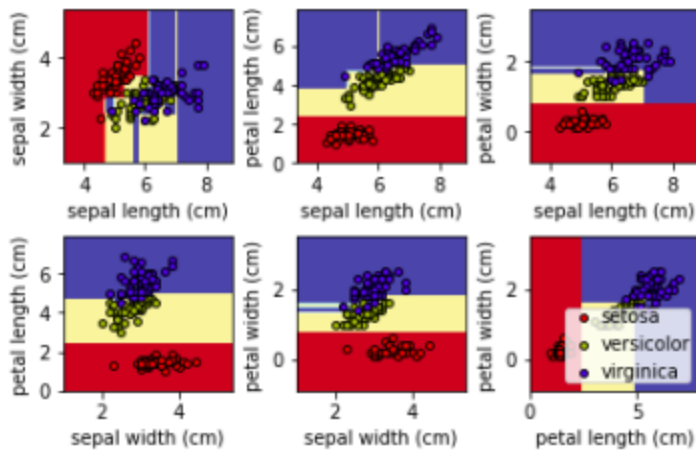 sepal width (cm)
4
2
4 6 8
sepal length (cm)
petal length (cm)
6
4
2
0
4 6 8
sepal length (cm)
petal width (cm)
2
0
4 6 8
sepal length (cm)
petal length (cm)
6
4
2
0
2 4
sepal width (cm)
petal width (cm)
2
0
2 4
sepal width (cm)
petal width (cm)
2
0
0 5
petal length (cm)
setosa
versicolor
virginica